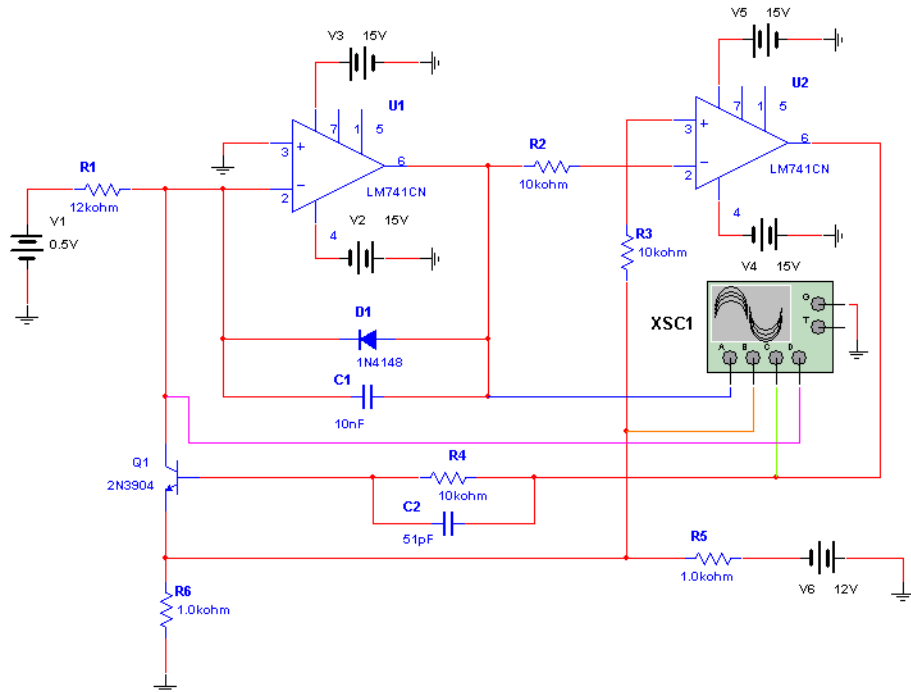 V3 15V
V5 15V
U1
U2
7 1 5
7 1 5
3 +
6
3 +
6
R1
R2
2 −
LM741CN
2 −
LM741CN
12kohm
10kohm
V1
0.5V
4
V2 15V
4
R3
10kohm
V4 15V
XSC1
G
T
A B C D
D1
1N4148
C1
10nF
Q1
2N3904
R4
10kohm
C2
51pF
R5
1.0kohm
V6 12V
R6
1.0kohm